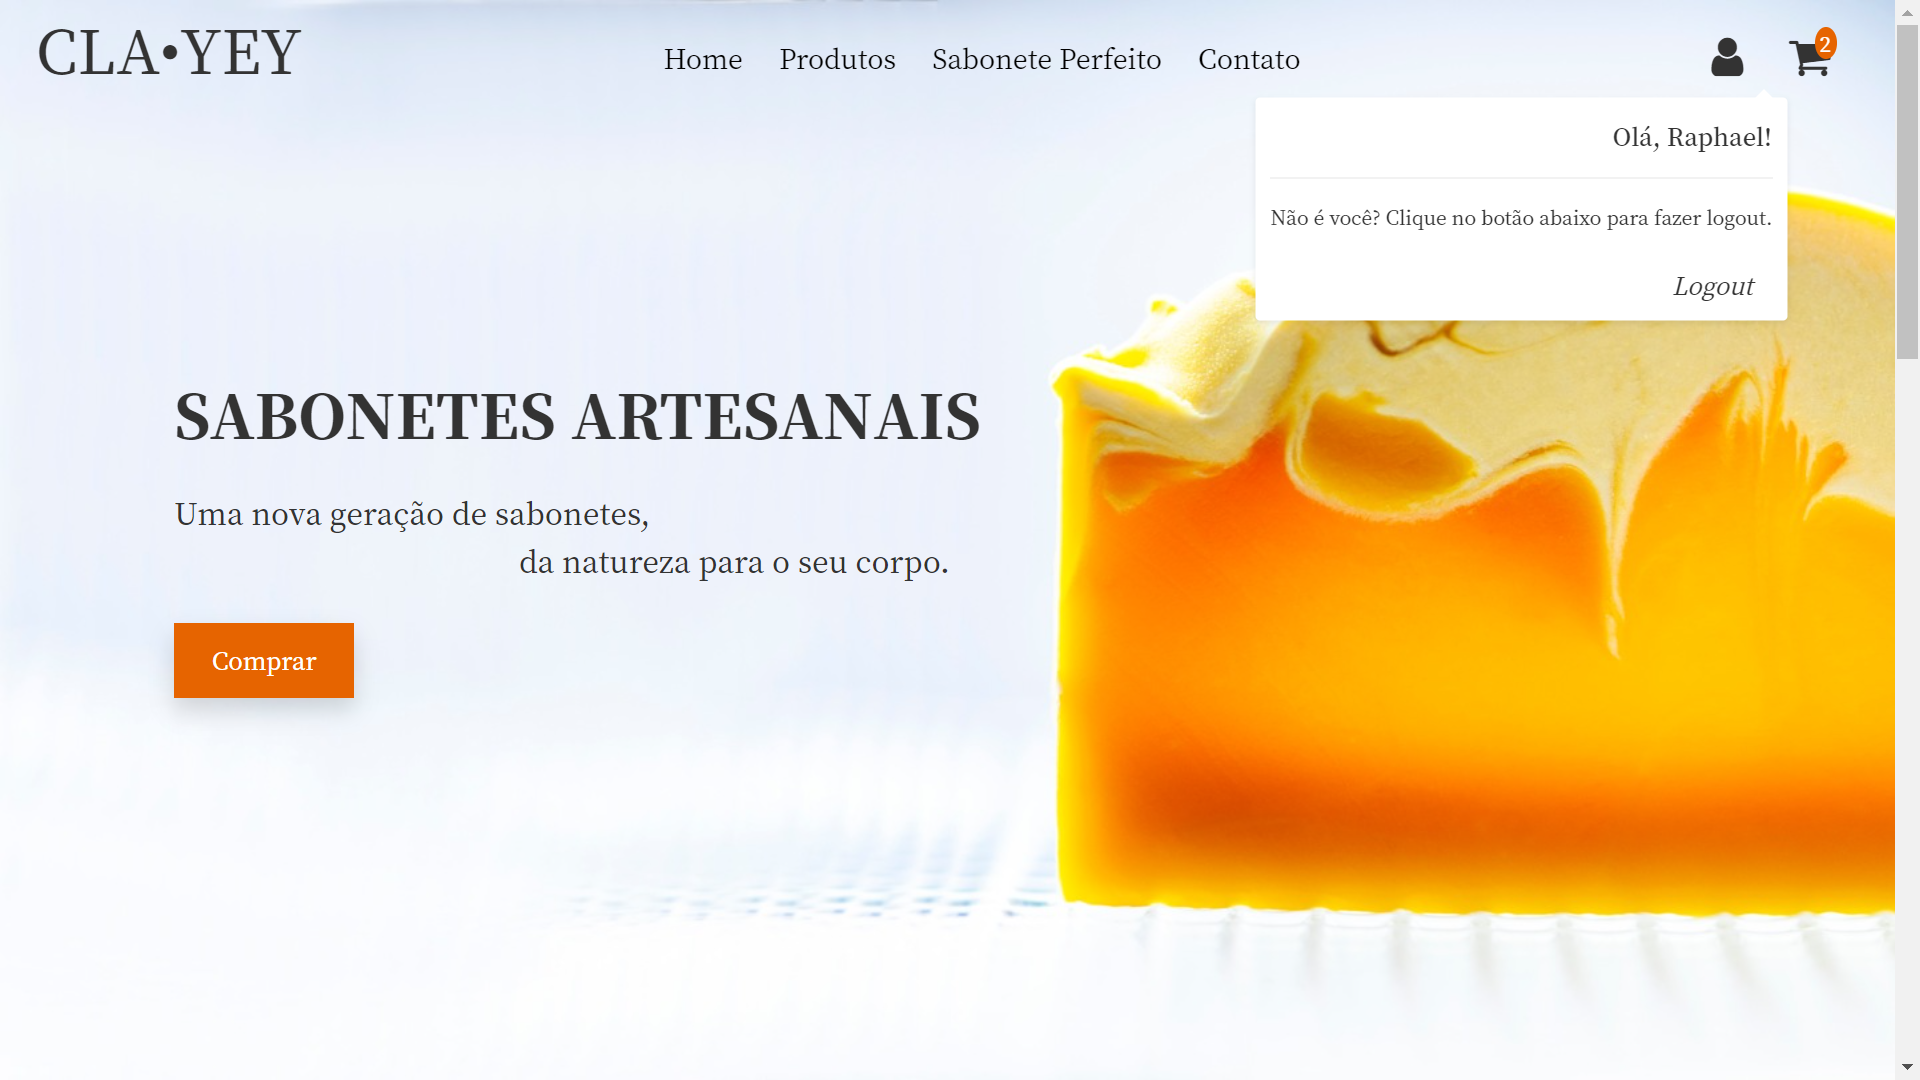 CLA•YEY
Home Produtos Sabonete Perfeito Contato
2
Olá, Raphael!
Não é você? Clique no botão abaixo para fazer logout.
Logout
SABONETES ARTESANAIS
Uma nova geração de sabonetes,
da natureza para o seu corpo.
Comprar